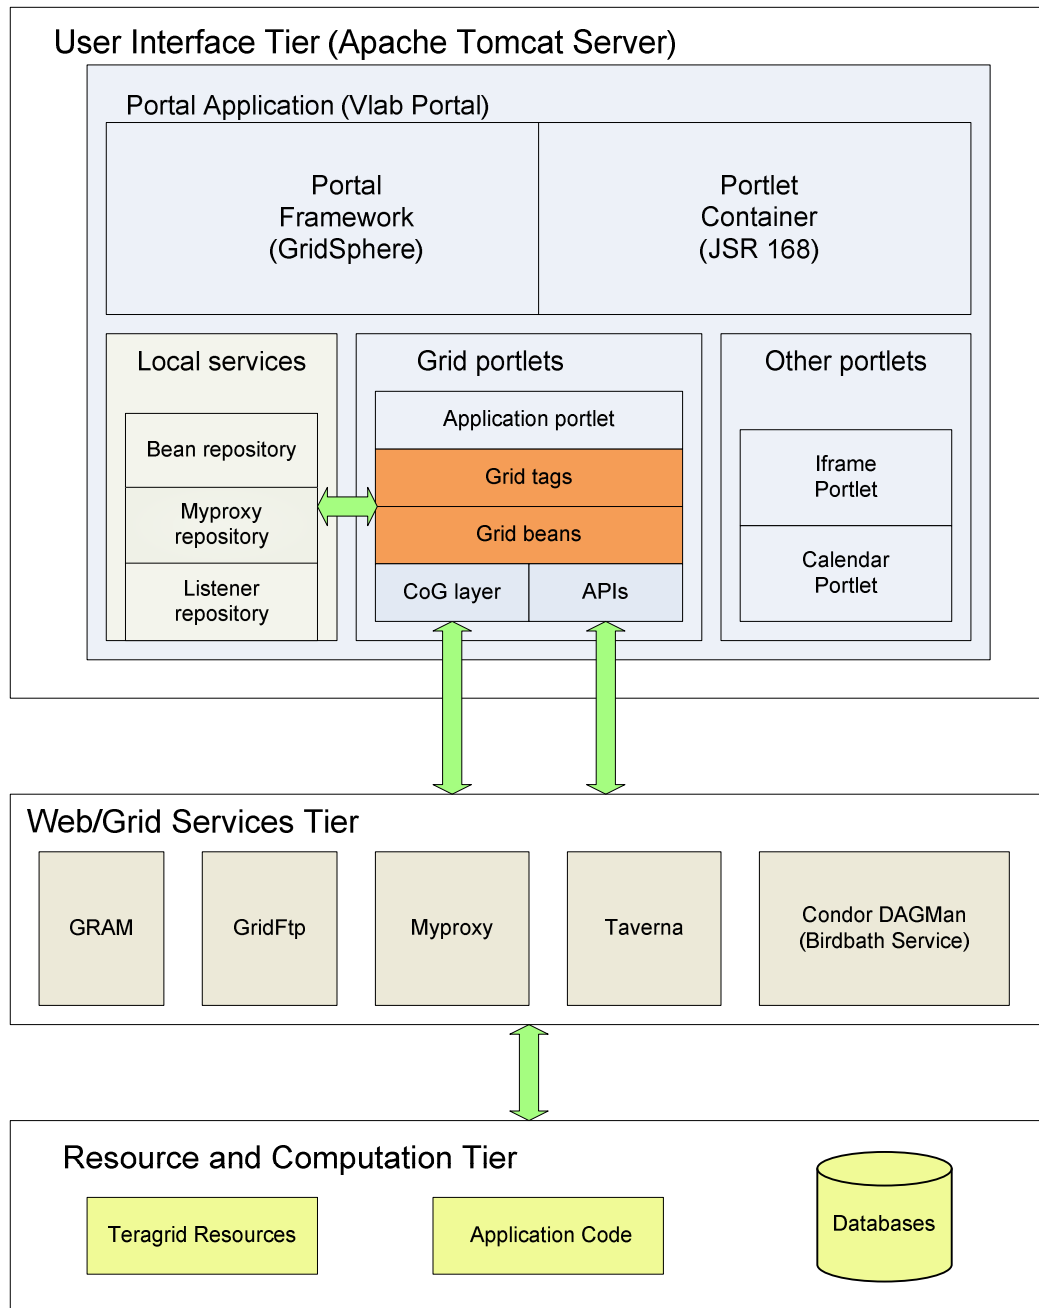 User Interface Tier (Apache Tomcat Server)
Portal Application (Vlab Portal)
Portal
Framework
(GridSphere)
Portlet
Container
(JSR 168)
Local services
Bean repository
Myproxy
repository
Listener
repository
Grid portlets
Application portlet
Grid tags
Grid beans
CoG layer
APIs
Other portlets
Iframe
Portlet
Calendar
Portlet
Web/Grid Services Tier
GRAM
GridFtp
Myproxy
Taverna
Condor DAGMan
(Birdbath Service)
Resource and Computation Tier
Teragrid Resources
Application Code
Databases